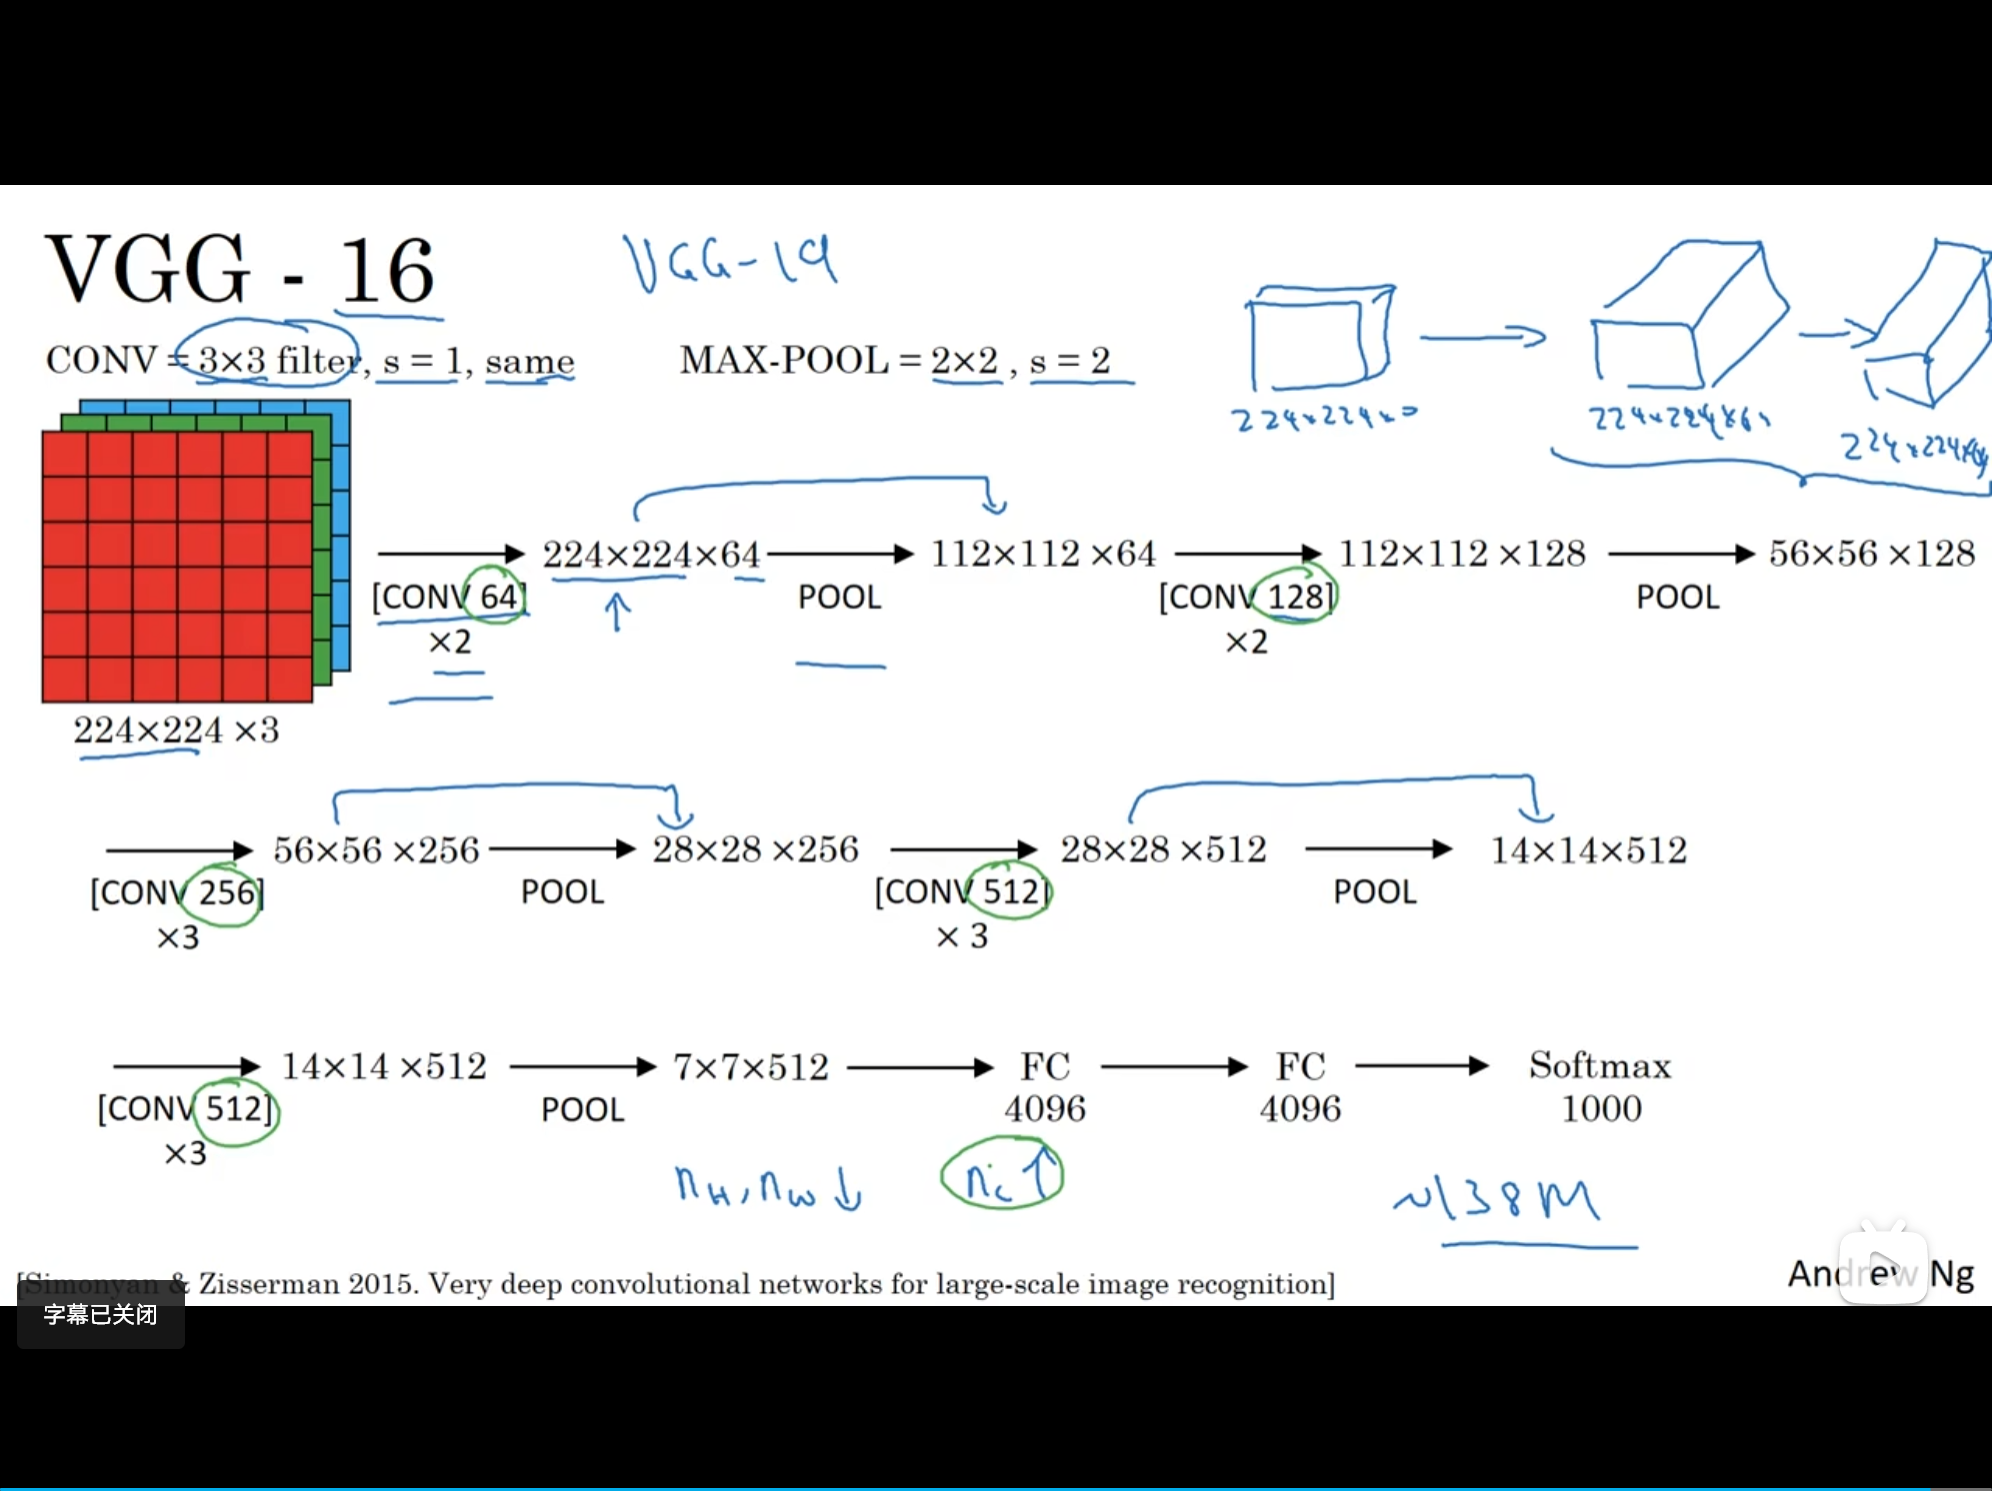 VGG - 16
VGG-19
CONV = 3×3 filter, s = 1, same
MAX-POOL = 2×2 , s = 2
224×224×3
224×224×64
224×224×64
224×224×64
112×112 ×64
112×112 ×128
56×56 ×128
[CONV 64]
POOL
[CONV 128]
POOL
×2
×2
224×224 ×3
56×56 ×256
28×28 ×256
28×28 ×512
14×14×512
[CONV 256]
POOL
[CONV 512]
POOL
×3
× 3
14×14 ×512
7×7×512
FC
FC
Softmax
[CONV 512]
POOL
4096
4096
1000
×3
nH, nW ↓
nC ↑
~138M
[Simonyan & Zisserman 2015. Very deep convolutional networks for large-scale image recognition]
Andrew Ng
字幕已关闭